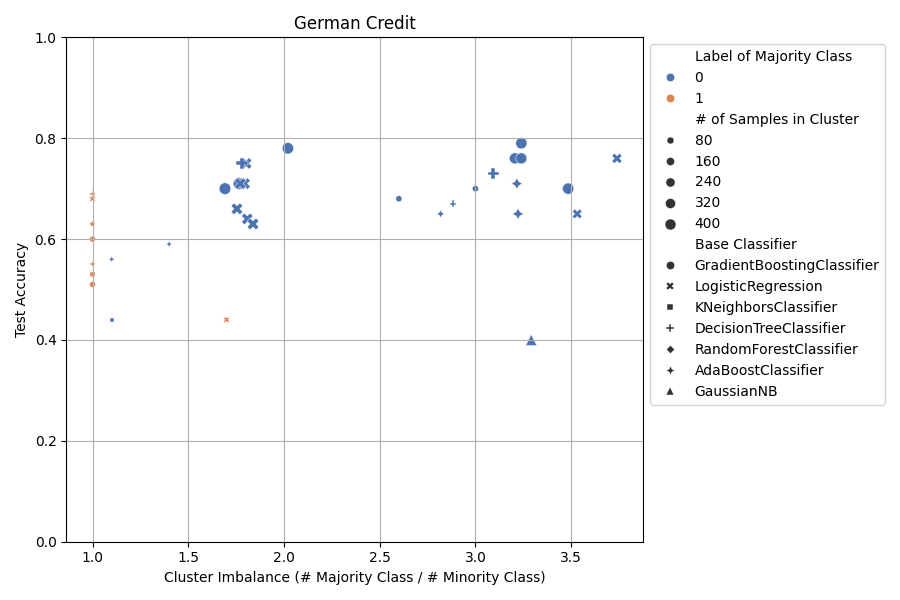 German Credit
1.0
0.8
0.6
0.4
0.2
0.0
Test Accuracy
1.0 1.5 2.0 2.5 3.0 3.5
Cluster Imbalance (# Majority Class / # Minority Class)
Label of Majority Class
0
1
# of Samples in Cluster
80
160
240
320
400
Base Classifier
GradientBoostingClassifier
LogisticRegression
KNeighborsClassifier
DecisionTreeClassifier
RandomForestClassifier
AdaBoostClassifier
GaussianNB